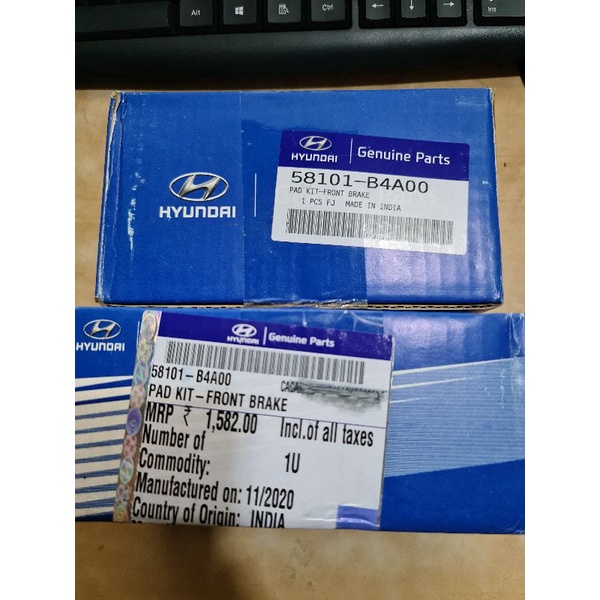 Alt
Ctrl
Ins
HYUNDAI
Genuine Parts
58101-B4A00
PAD KIT-FRONT BRAKE
1 PCS FJ MADE IN INDIA
HYUNDAI
HYUNDAI
HYUNDAI
Genuine Parts
58101-B4A00
PAD KIT-FRONT BRAKE
MRP ₹ 1,582.00 Incl.of all taxes
Number of
Commodity: 1U
Manufactured on: 11/2020
Country of Origin: INDIA